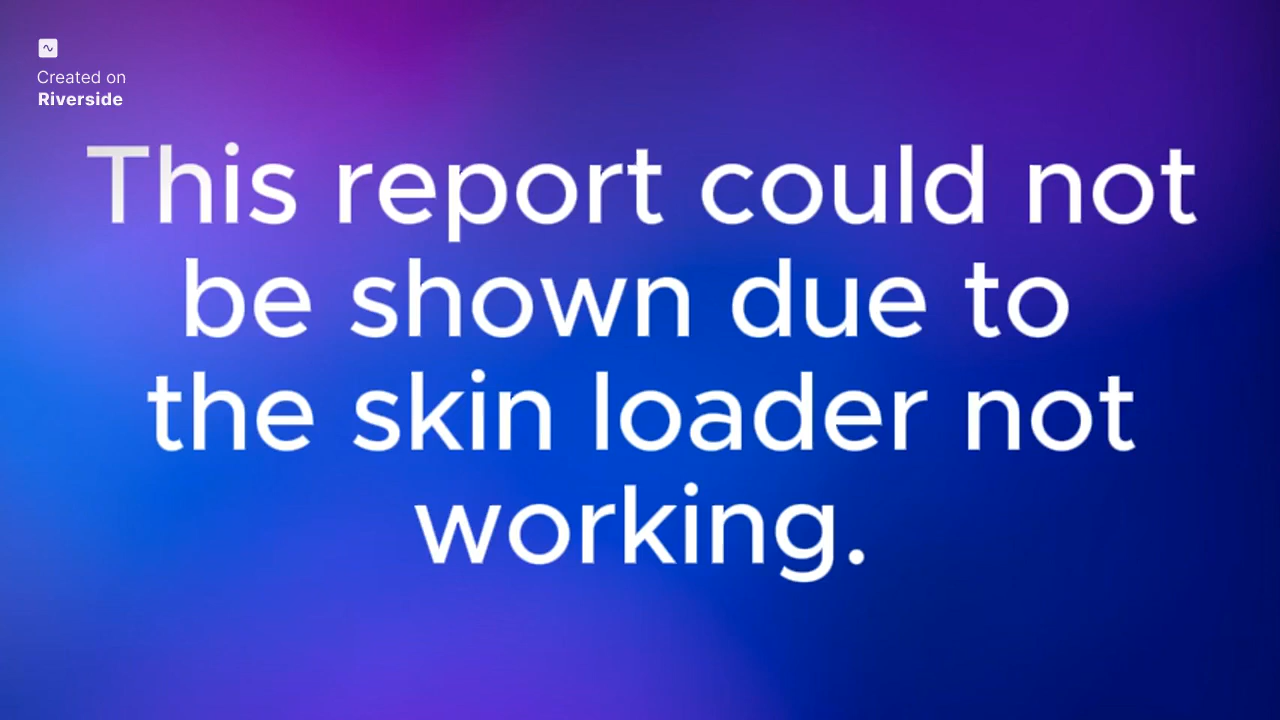 Created on
Riverside
This report could not
be shown due to
the skin loader not
working.